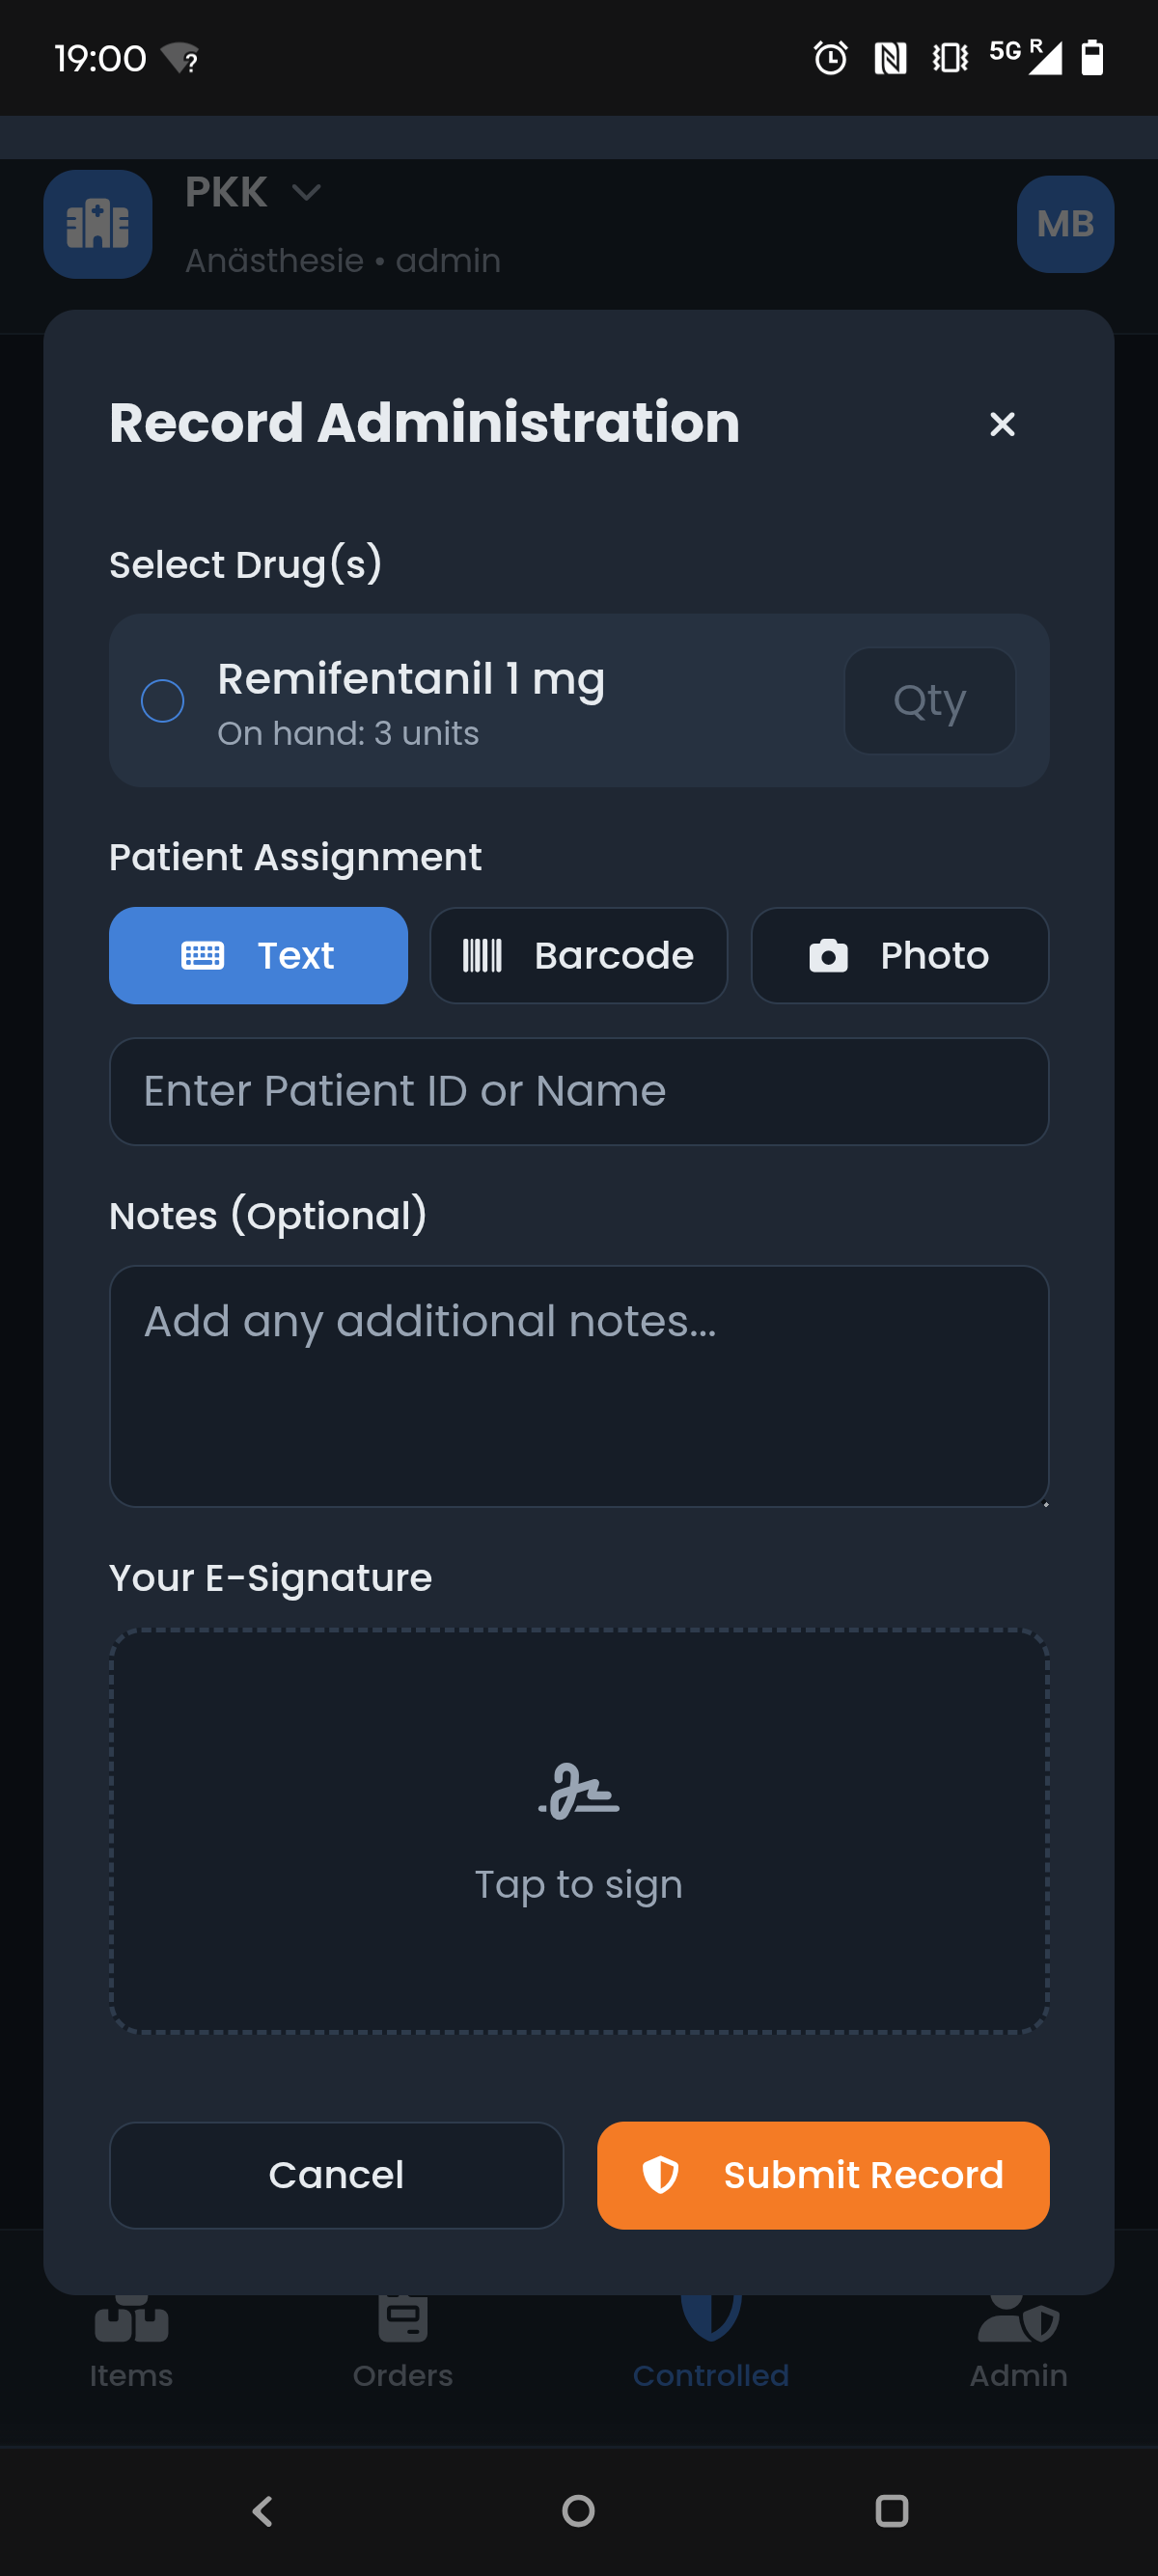 19:00
5G R
PKK
Anästhesie • admin
MB
Record Administration
Select Drug(s)
Remifentanil 1 mg
On hand: 3 units
Qty
Patient Assignment
Text
Barcode
Photo
Enter Patient ID or Name
Notes (Optional)
Add any additional notes...
Your E-Signature
Tap to sign
Cancel
Submit Record
Items
Orders
Controlled
Admin